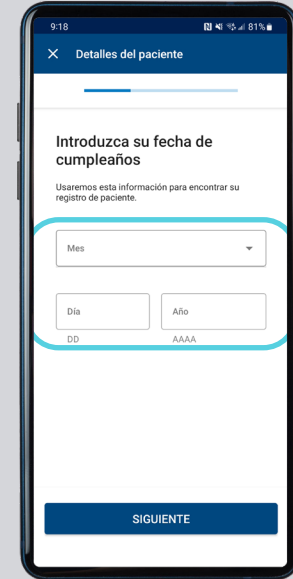 9:18 81%
Detalles del paciente
Introduzca su fecha de
cumpleaños
Usaremos esta información para encontrar su
registro de paciente.
Mes
Día Año
DD AAAA
SIGUIENTE